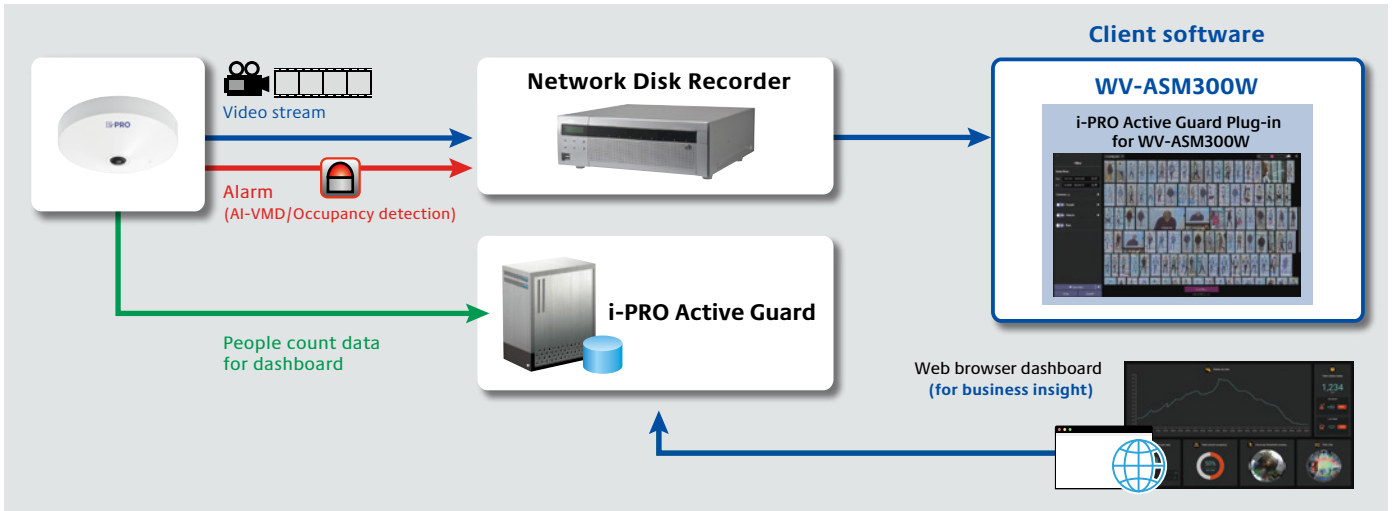 i-PRO
Video stream
Alarm
(AI-VMD/Occupancy detection)
People count data
for dashboard
Network Disk Recorder
i-PRO Active Guard
Client software
WV-ASM300W
i-PRO Active Guard Plug-in
for WV-ASM300W
Web browser dashboard
(for business insight)
1,234
50%